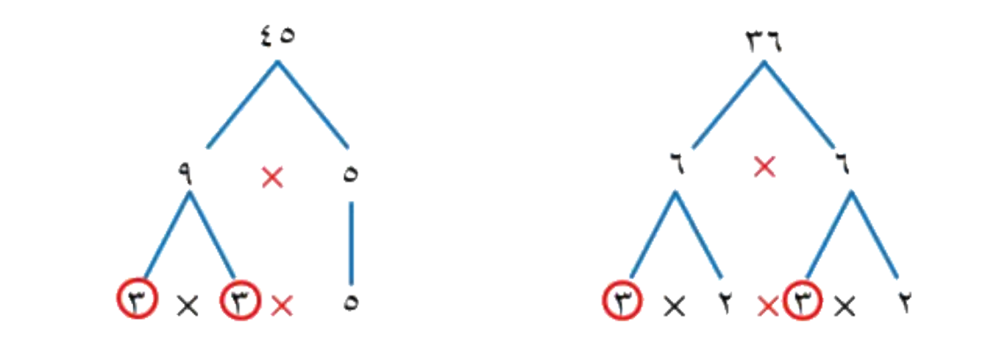 ٤٥
٣٦
٩ × ٥
٦ × ٦
٣ × ٣ × ٥
٣ × ٢ × ٣ × ٢